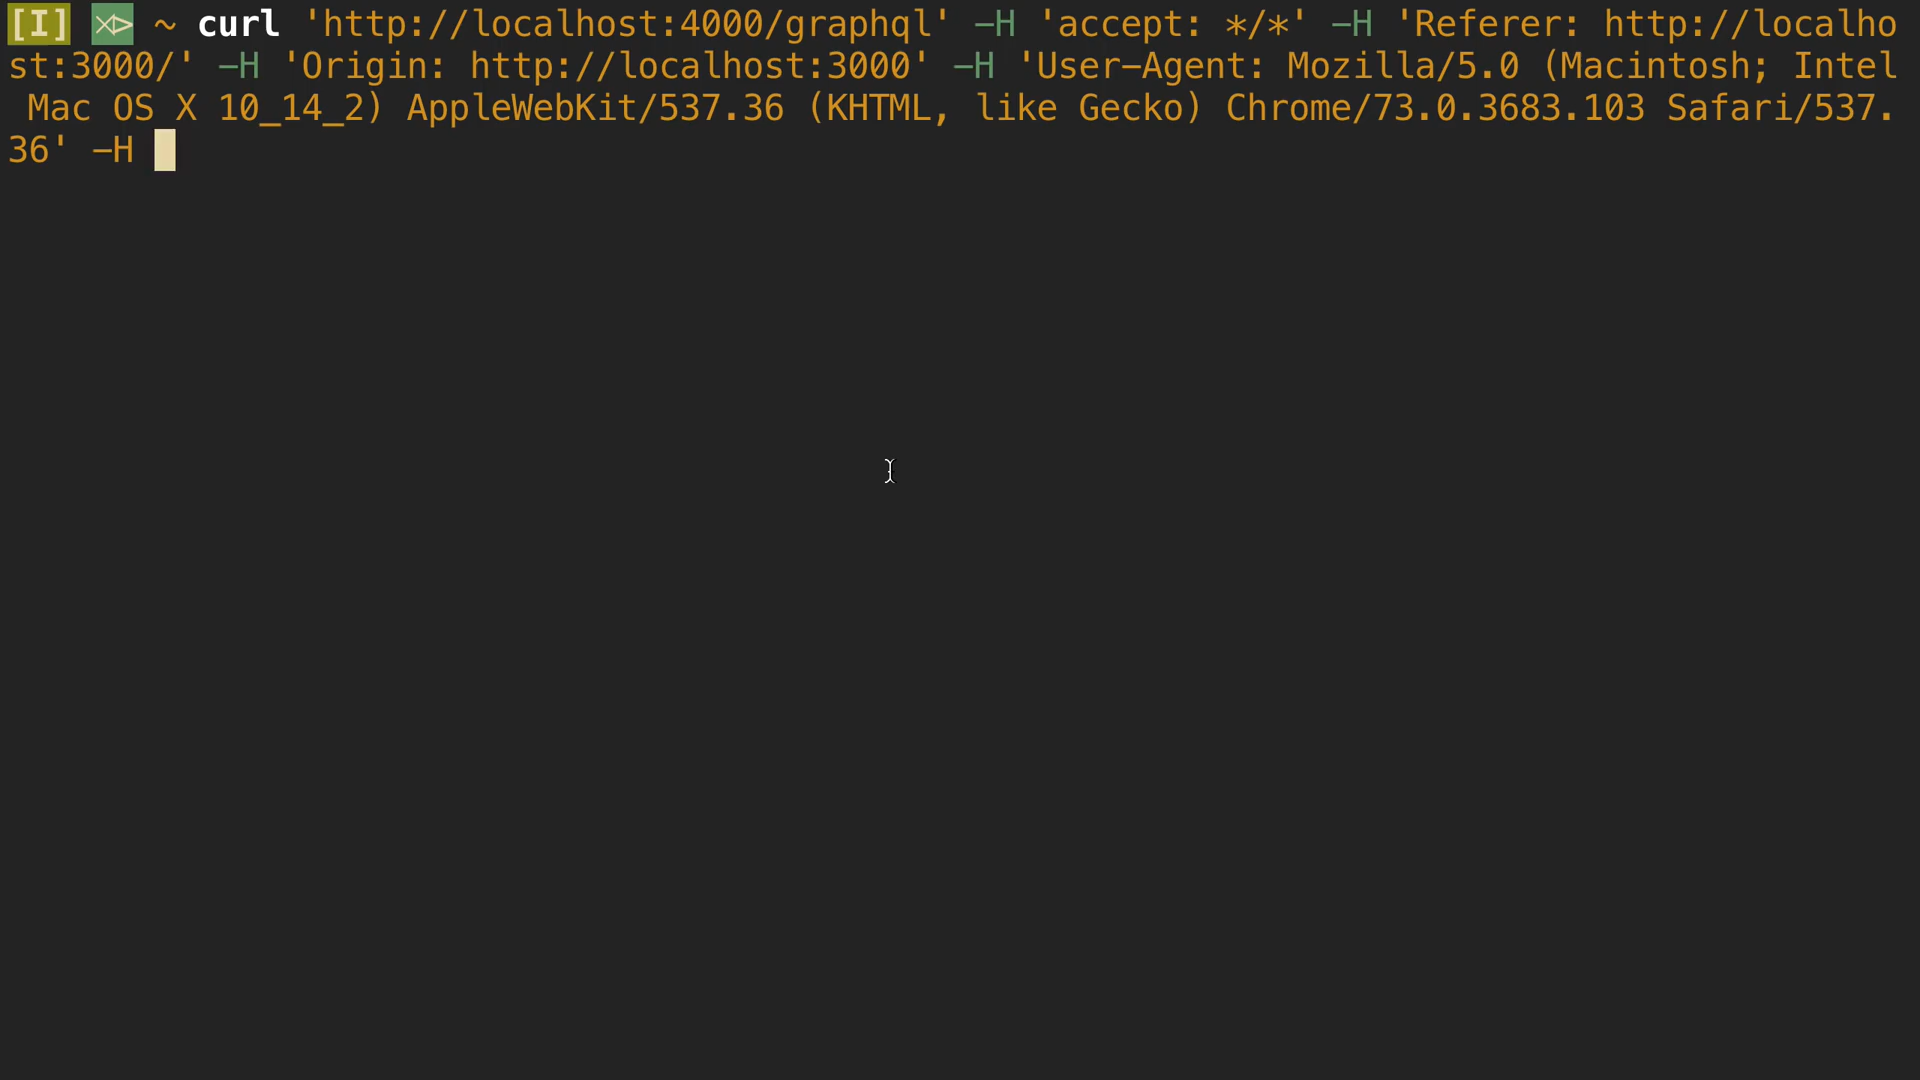 [I] ⋊> ~ curl 'http://localhost:4000/graphql' -H 'accept: */*' -H 'Referer: http://localho
st:3000/' -H 'Origin: http://localhost:3000' -H 'User-Agent: Mozilla/5.0 (Macintosh; Intel
Mac OS X 10_14_2) AppleWebKit/537.36 (KHTML, like Gecko) Chrome/73.0.3683.103 Safari/537.
36' -H